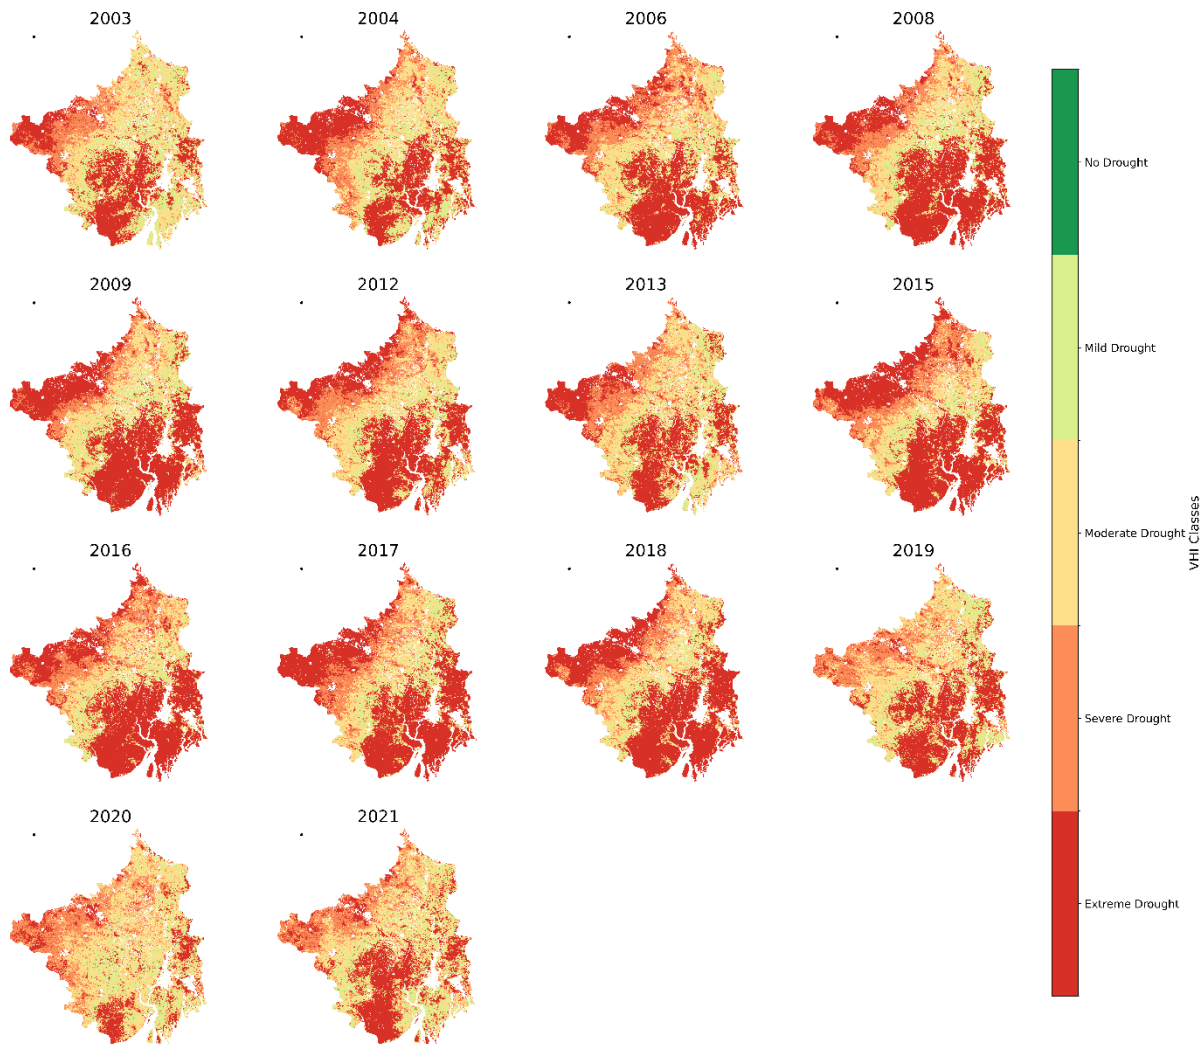 2003
2004
2006
2008
2009
2012
2013
2015
2016
2017
2018
2019
2020
2021
No Drought
Mild Drought
Moderate Drought
Severe Drought
Extreme Drought
VHI Classes